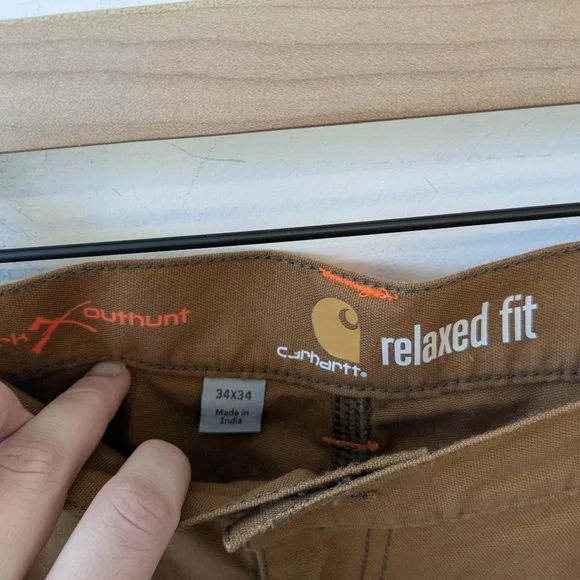 outhunt
carhartt®
relaxed fit
34X34
Made in
India